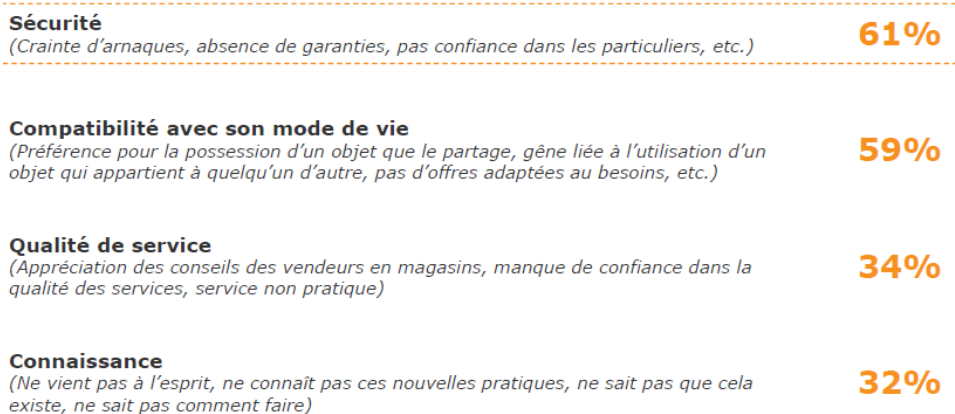 Sécurité
(Crainte d'arnaques, absence de garanties, pas confiance dans les particuliers, etc.)
61%
Compatibilité avec son mode de vie
(Préférence pour la possession d'un objet que le partage, gêne liée à l'utilisation d'un
objet qui appartient à quelqu'un d'autre, pas d'offres adaptées au besoins, etc.)
59%
Qualité de service
(Appréciation des conseils des vendeurs en magasins, manque de confiance dans la
qualité des services, service non pratique)
34%
Connaissance
(Ne vient pas à l'esprit, ne connaît pas ces nouvelles pratiques, ne sait pas que cela
existe, ne sait pas comment faire)
32%